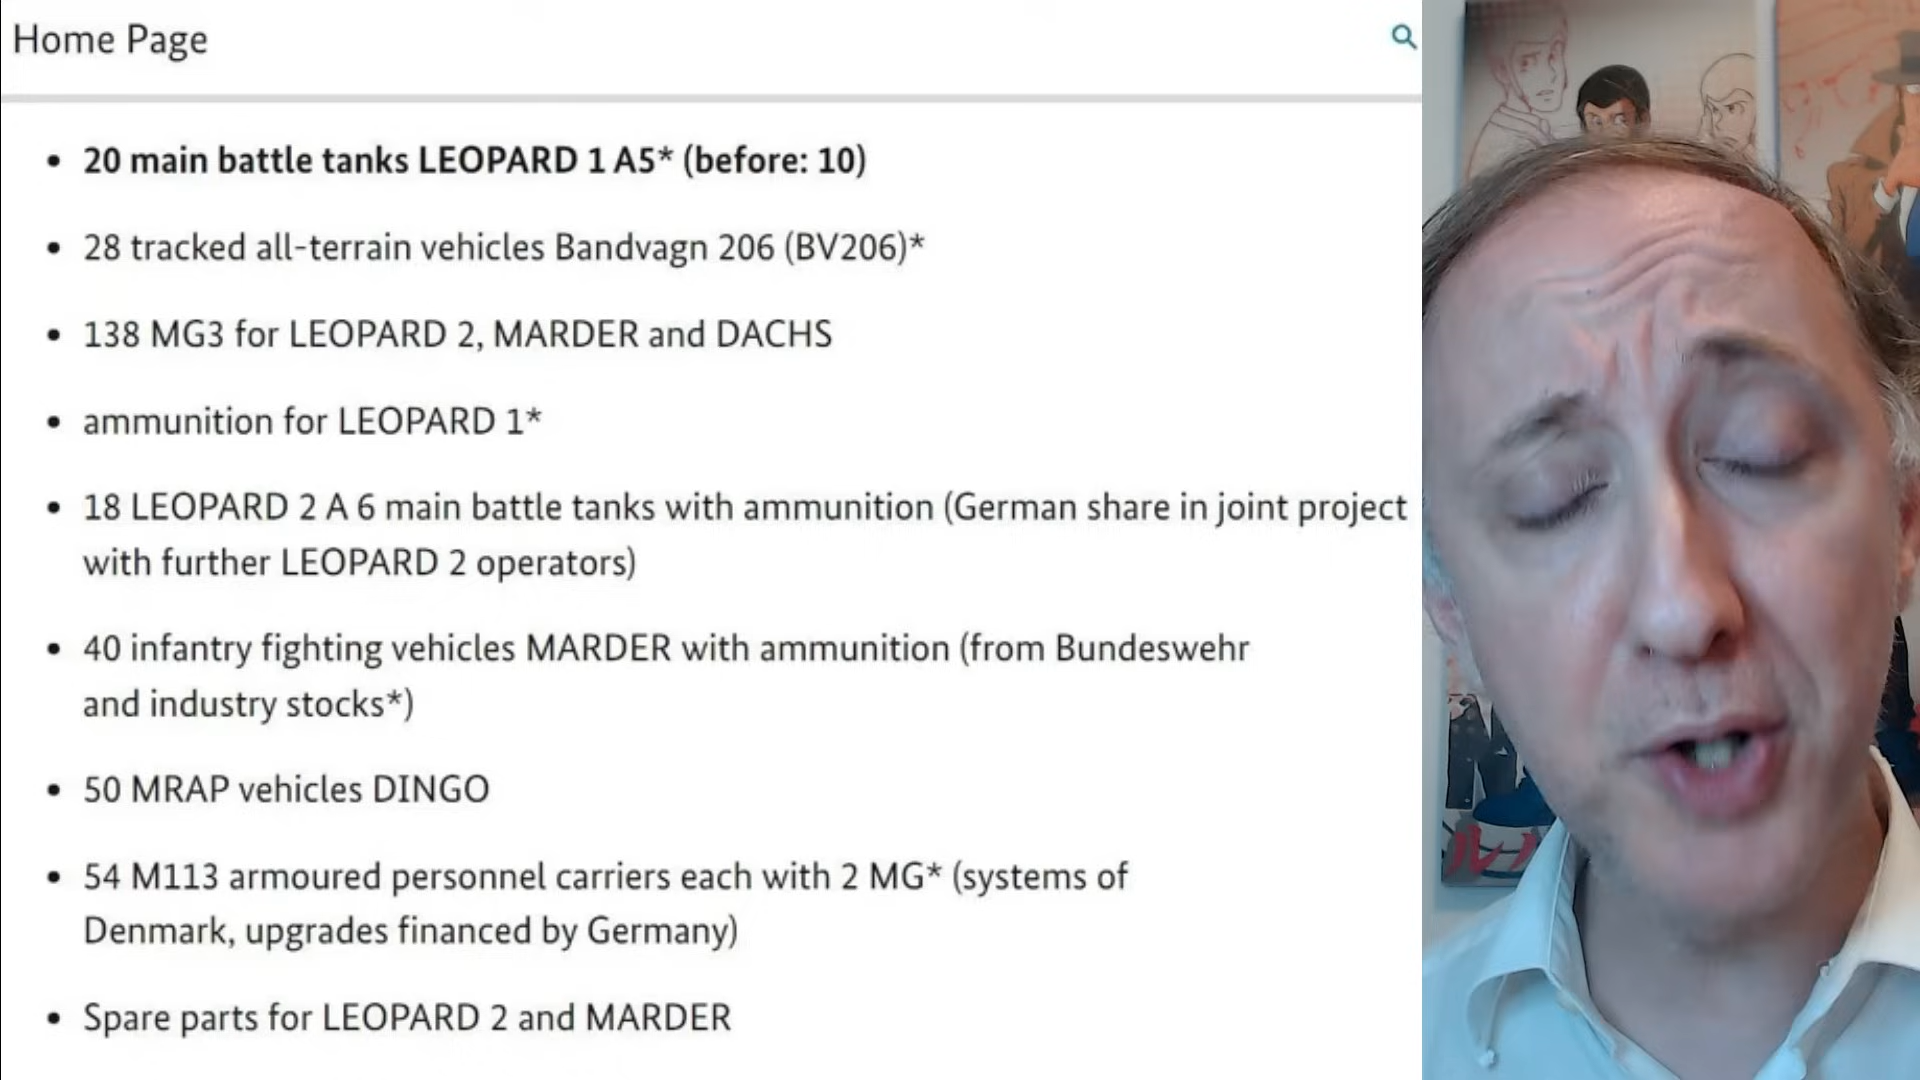 Home Page
• 20 main battle tanks LEOPARD 1 A5* (before: 10)
• 28 tracked all-terrain vehicles Bandvagn 206 (BV206)*
• 138 MG3 for LEOPARD 2, MARDER and DACHS
• ammunition for LEOPARD 1*
• 18 LEOPARD 2 A 6 main battle tanks with ammunition (German share in joint project
with further LEOPARD 2 operators)
• 40 infantry fighting vehicles MARDER with ammunition (from Bundeswehr
and industry stocks*)
• 50 MRAP vehicles DINGO
• 54 M113 armoured personnel carriers each with 2 MG* (systems of
Denmark, upgrades financed by Germany)
• Spare parts for LEOPARD 2 and MARDER
ルパ